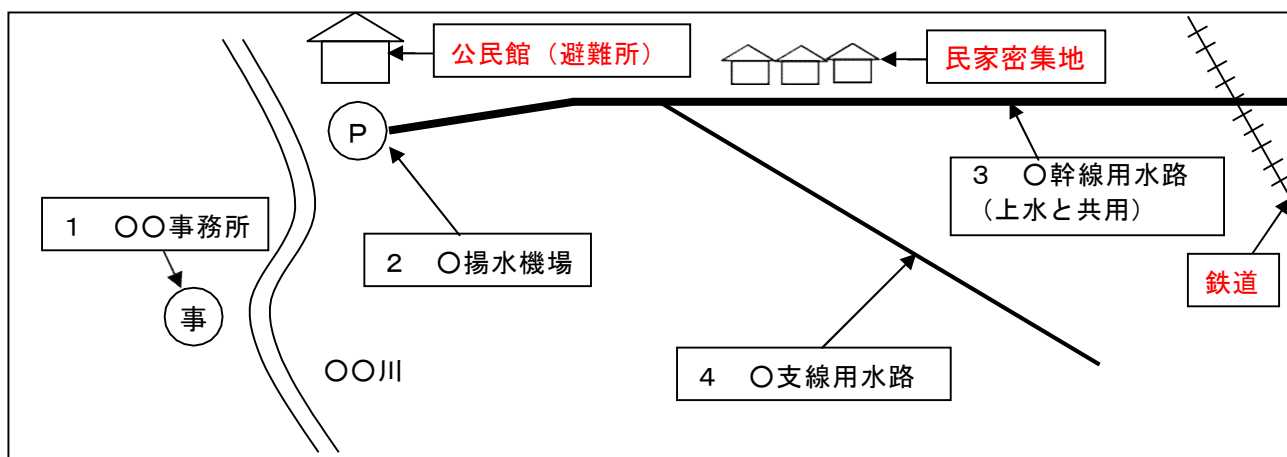 公民館（避難所）
民家密集地
P
3　〇幹線用水路
（上水と共用）
1　〇〇事務所
2　〇揚水機場
鉄道
事
〇〇川
4　〇支線用水路